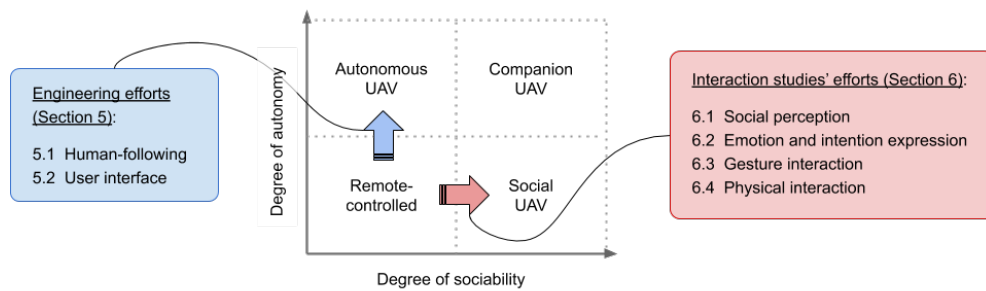 Engineering efforts
(Section 5):
5.1 Human-following
5.2 User interface
Degree of autonomy
Autonomous
UAV
Companion
UAV
Remote-
controlled
Social
UAV
Degree of sociability
Interaction studies' efforts (Section 6):
6.1 Social perception
6.2 Emotion and intention expression
6.3 Gesture interaction
6.4 Physical interaction